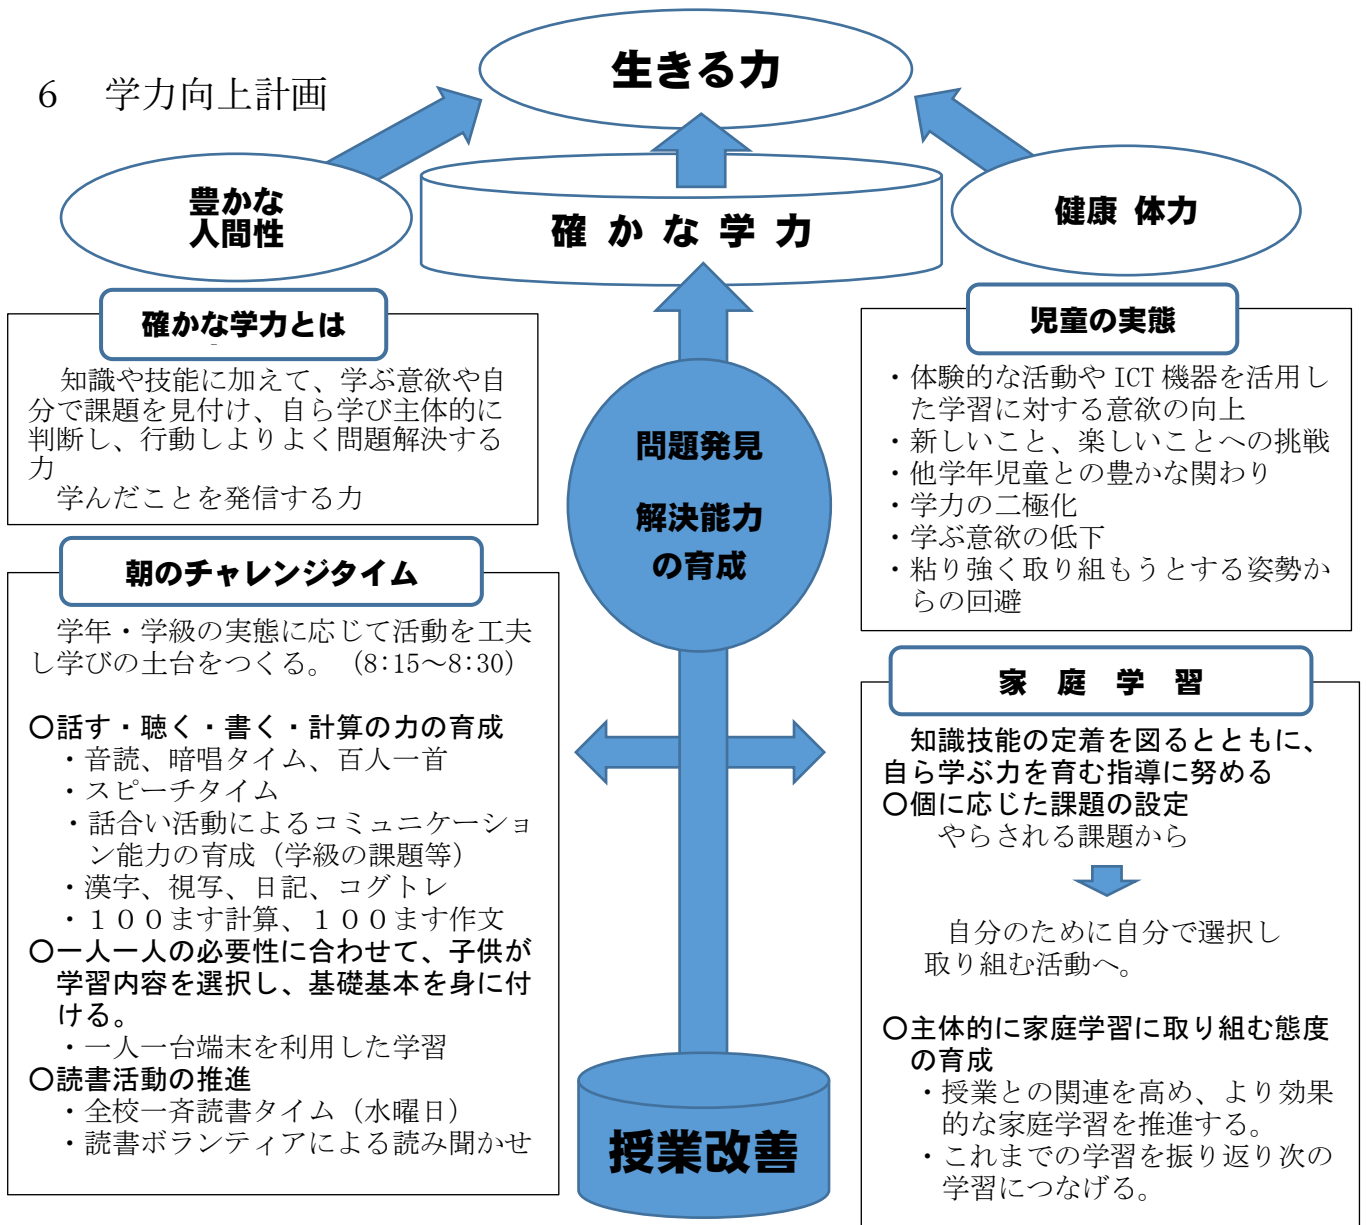 6　学力向上計画
生きる力
豊かな
人間性
確かな学力
健康 体力
確かな学力とは
知識や技能に加えて、学ぶ意欲や自
分で課題を見付け、自ら学び主体的に
判断し、行動しよりよく問題解決する
力
学んだことを発信する力
児童の実態
・体験的な活動や ICT 機器を活用し
た学習に対する意欲の向上
・新しいこと、楽しいことへの挑戦
・他学年児童との豊かな関わり
・学力の二極化
・学ぶ意欲の低下
・粘り強く取り組もうとする姿勢か
らの回避
問題発見
解決能力
の育成
朝のチャレンジタイム
学年・学級の実態に応じて活動を工夫
し学びの土台をつくる。（8:15～8:30）
○話す・聴く・書く・計算の力の育成
・音読、暗唱タイム、百人一首
・スピーチタイム
・話合い活動によるコミュニケーショ
ン能力の育成（学級の課題等）
・漢字、視写、日記、コグトレ
・１００ます計算、１００ます作文
○一人一人の必要性に合わせて、子供が
学習内容を選択し、基礎基本を身に付
ける。
・一人一台端末を利用した学習
○読書活動の推進
・全校一斉読書タイム（水曜日）
・読書ボランティアによる読み聞かせ
家 庭 学 習
知識技能の定着を図るとともに、
自ら学ぶ力を育む指導に努める
○個に応じた課題の設定
やらされる課題から
自分のために自分で選択し
取り組む活動へ。
○主体的に家庭学習に取り組む態度
の育成
・授業との関連を高め、より効果
的な家庭学習を推進する。
・これまでの学習を振り返り次の
学習につなげる。
授業改善